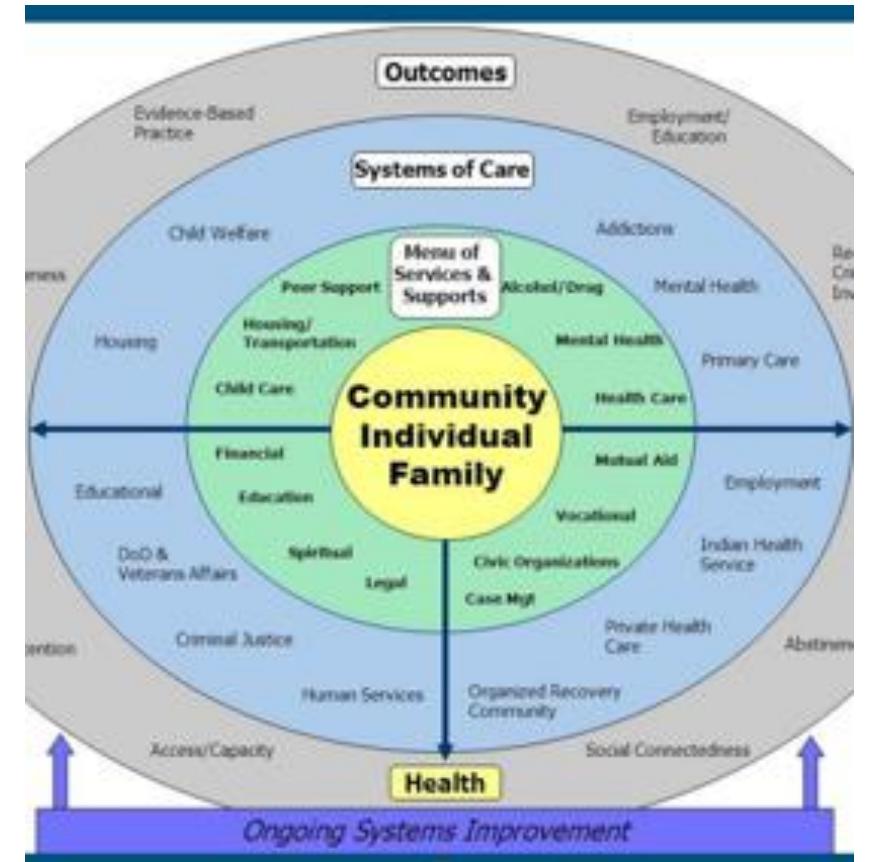 Outcomes
Evidence-Based
Practice
Employment/
Education
Systems of Care
Child Welfare
Addictions
Menu of
Services &
Supports
Peer Support
Alcohol/Drug
Mental Health
Housing/
Transportation
Housing
Mental Health
Primary Care
Child Care
Health Care
Community
Individual
Family
Financial
Mutual Aid
Educational
Education
Employment
Vocational
DoD &
Veterans Affairs
Spiritual
Civic Organizations
Indian Health
Service
Legal
Case Mgt
Criminal Justice
Private Health
Care
Human Services
Organized Recovery
Community
Access/Capacity
Social Connectedness
Health
Ongoing Systems Improvement